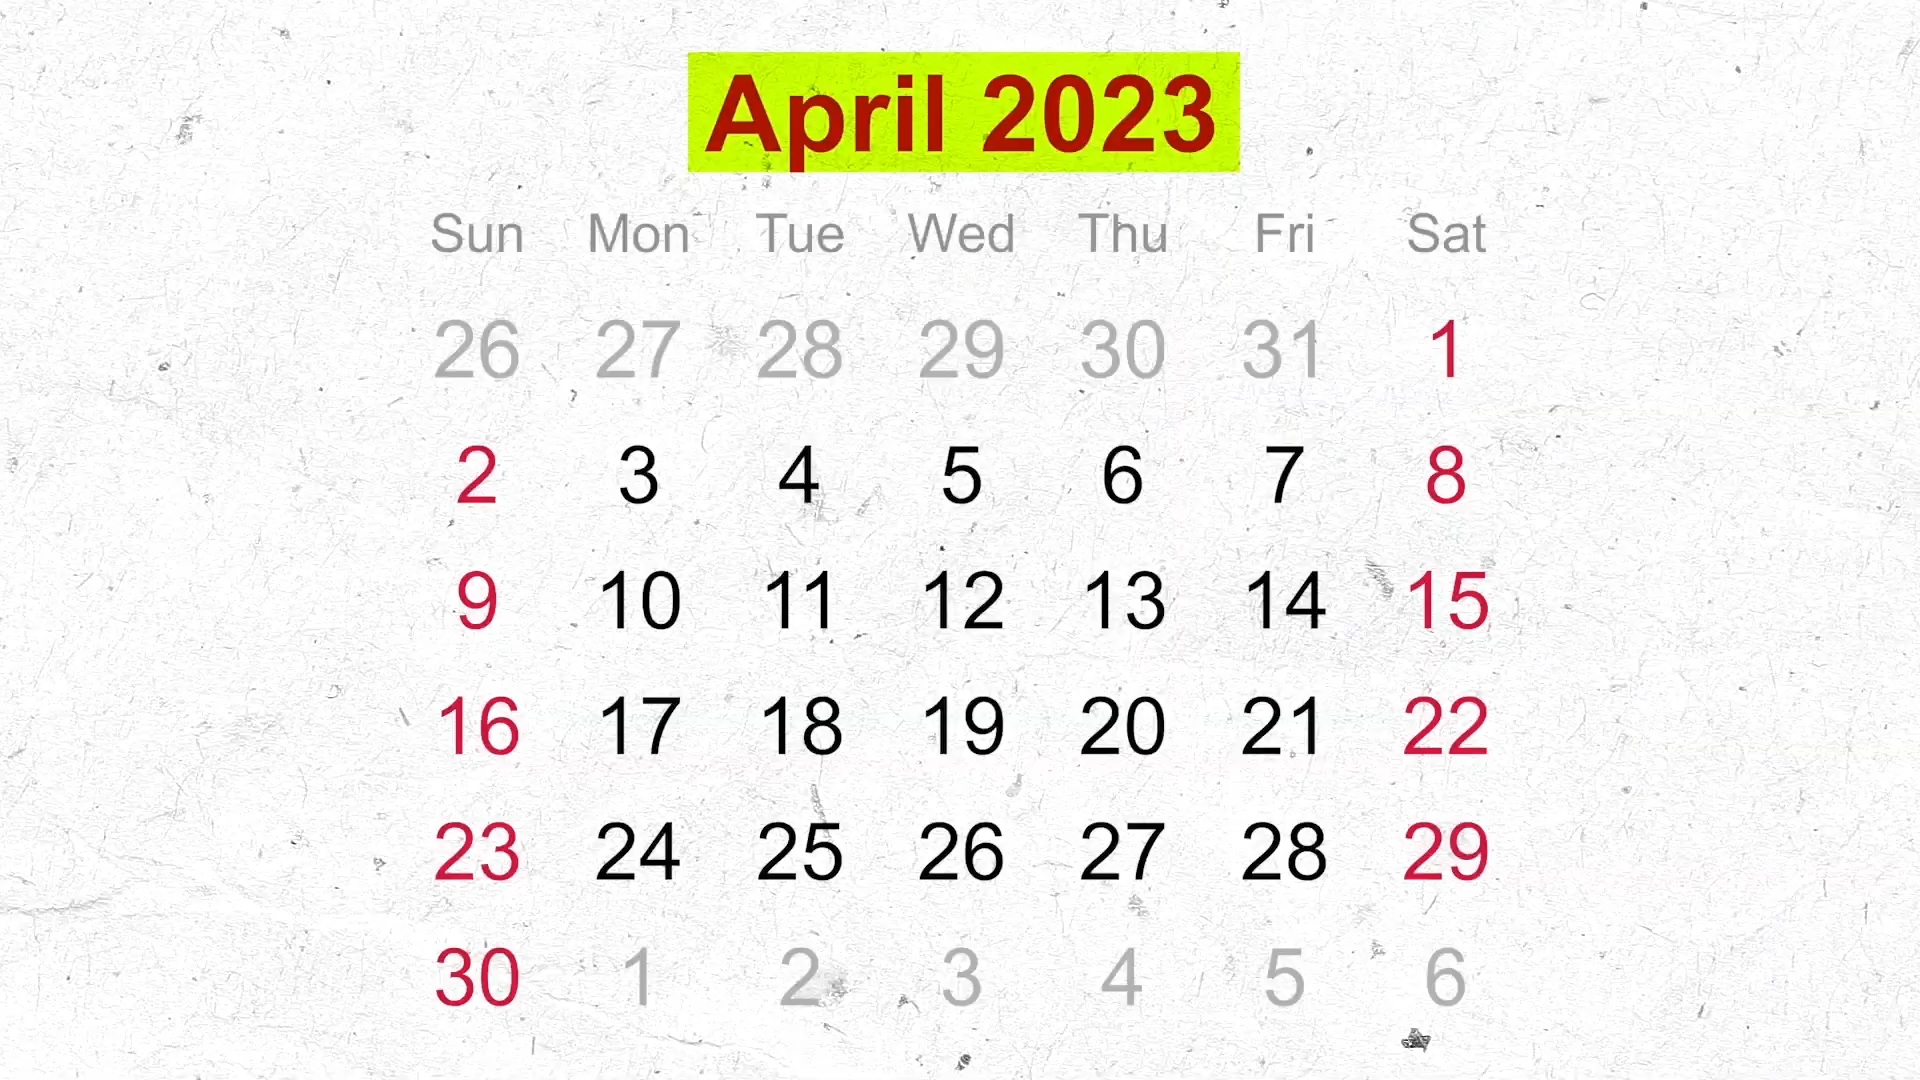 April 2023
Sun Mon Tue Wed Thu Fri Sat
26 27 28 29 30 31 1
2 3 4 5 6 7 8
9 10 11 12 13 14 15
16 17 18 19 20 21 22
23 24 25 26 27 28 29
30 1 2 3 4 5 6